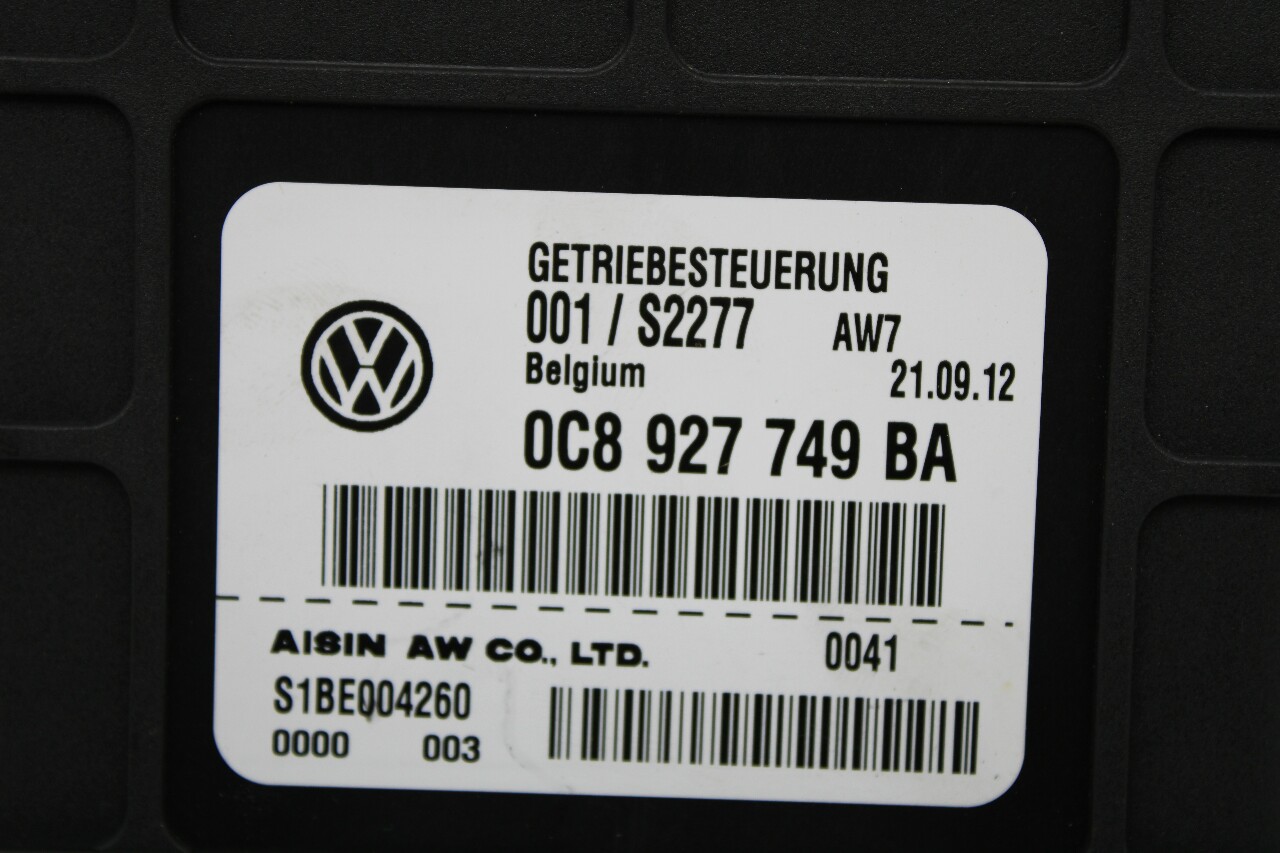 GETRIEBESTEUERUNG
001 / S2277 AW7
Belgium 21.09.12
0C8 927 749 BA
AISIN AW CO., LTD. 0041
S1BE004260
0000 003